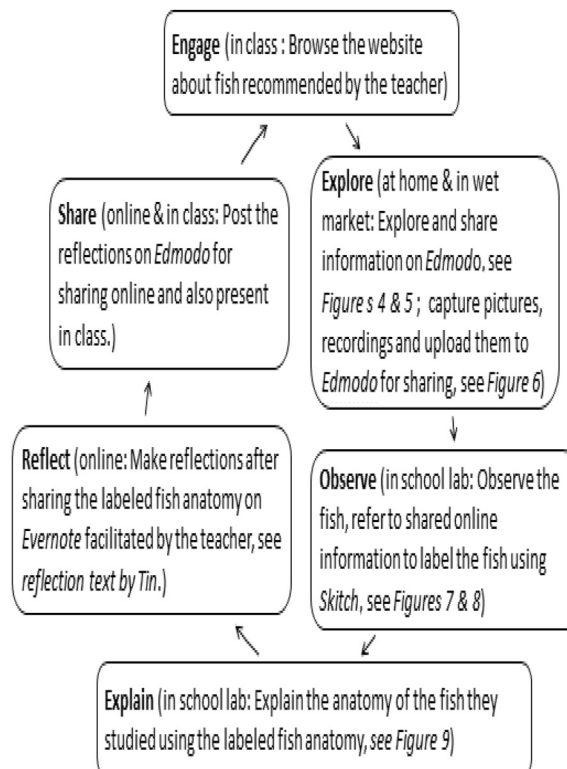 Engage (in class : Browse the website
about fish recommended by the teacher)
Explore (at home & in wet
market: Explore and share
information on Edmodo, see
Figure s 4 & 5 ; capture pictures,
recordings and upload them to
Edmodo for sharing, see Figure 6)
Observe (in school lab: Observe the
fish, refer to shared online
information to label the fish using
Skitch, see Figures 7 & 8)
Explain (in school lab: Explain the anatomy of the fish they
studied using the labeled fish anatomy, see Figure 9)
Reflect (online: Make reflections after
sharing the labeled fish anatomy on
Evernote facilitated by the teacher, see
reflection text by Tin.)
Share (online & in class: Post the
reflections on Edmodo for
sharing online and also present
in class.)